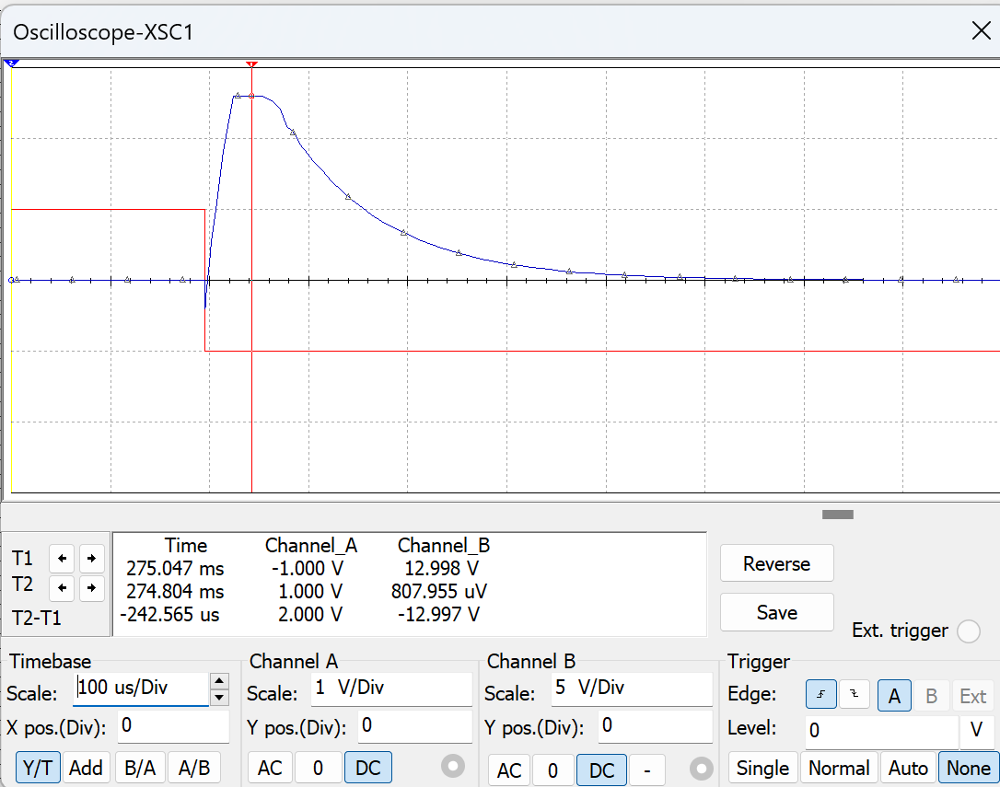 Oscilloscope-XSC1
2
1
Time Channel_A Channel_B
T1 275.047 ms -1.000 V 12.998 V
T2 274.804 ms 1.000 V 807.955 uV
T2-T1 -242.565 us 2.000 V -12.997 V
Reverse
Save
Ext. trigger
Timebase Channel A Channel B Trigger
Scale: 100 us/Div Scale: 1 V/Div Scale: 5 V/Div Edge: A B Ext
X pos.(Div): 0 Y pos.(Div): 0 Y pos.(Div): 0 Level: 0 V
Y/T Add B/A A/B AC 0 DC AC 0 DC - Single Normal Auto None